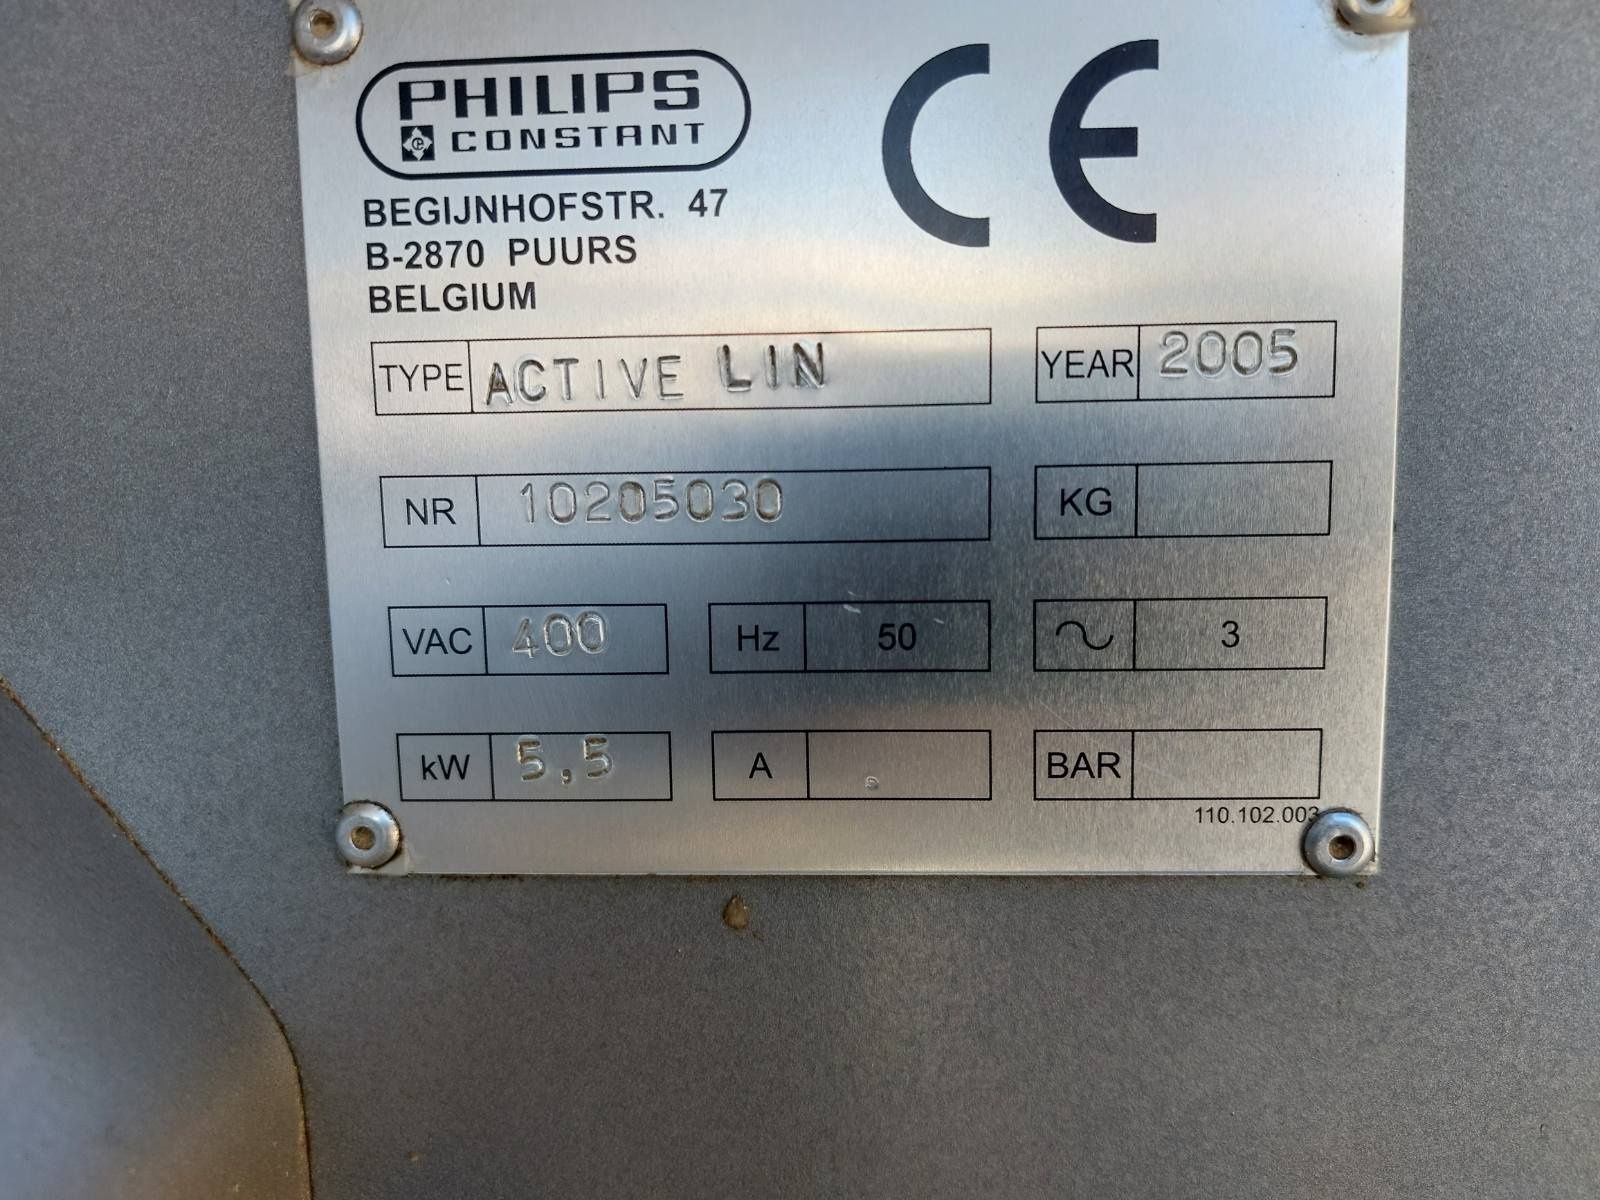 PHILIPS
CONSTANT
CE
BEGIJNHOFSTR. 47
B-2870 PUURS
BELGIUM
TYPE ACTIVE LIN YEAR 2005
NR 10205030 KG
VAC 400 Hz 50 3
kW 5,5 A BAR
110.102.003